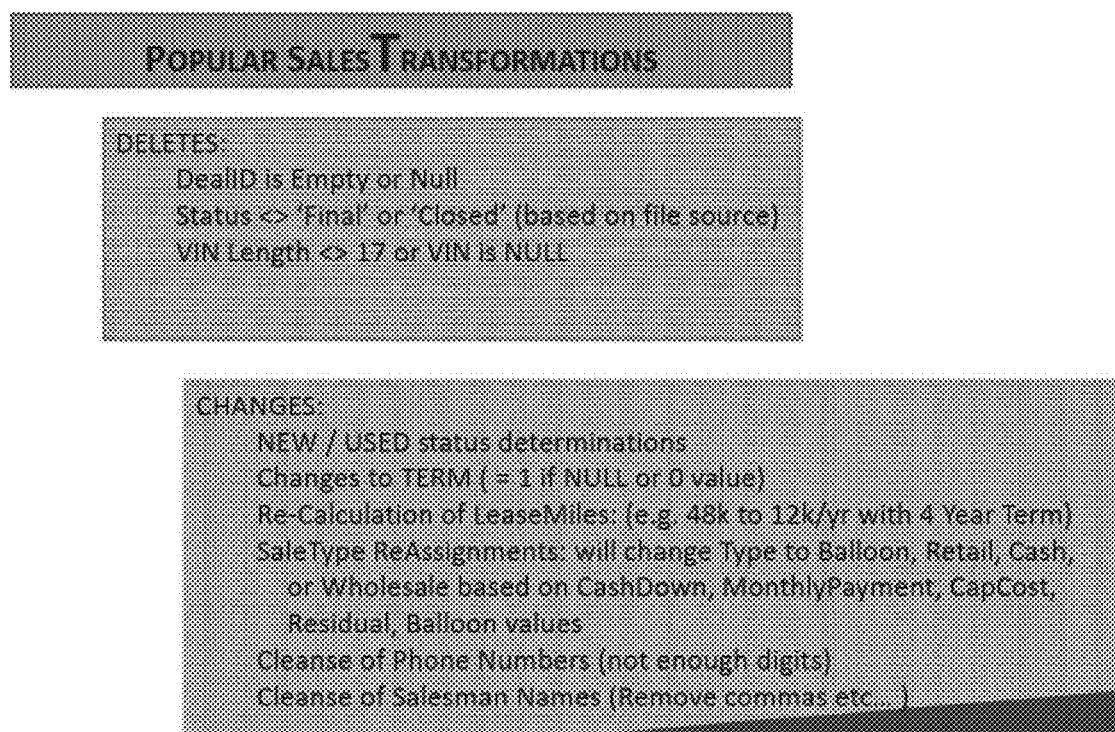 POPULAR SALES TRANSFORMATIONS
DELETES:
DealID is Empty or Null
Status <> ‘Final’ or ‘Closed’ (based on file source)
VIN Length <> 17 or VIN is NULL
CHANGES:
NEW / USED status determinations
Changes to TERM ( = 1 if NULL or 0 value)
Re-Calculation of LeaseMiles: (e.g. 48k to 12k/yr with 4 Year Term)
SaleType ReAssignments: will change Type to Balloon, Retail, Cash,
or Wholesale based on CashDown, MonthlyPayment, CapCost,
Residual, Balloon values
Cleanse of Phone Numbers (not enough digits)
Cleanse of Salesman Names (Remove commas etc...)